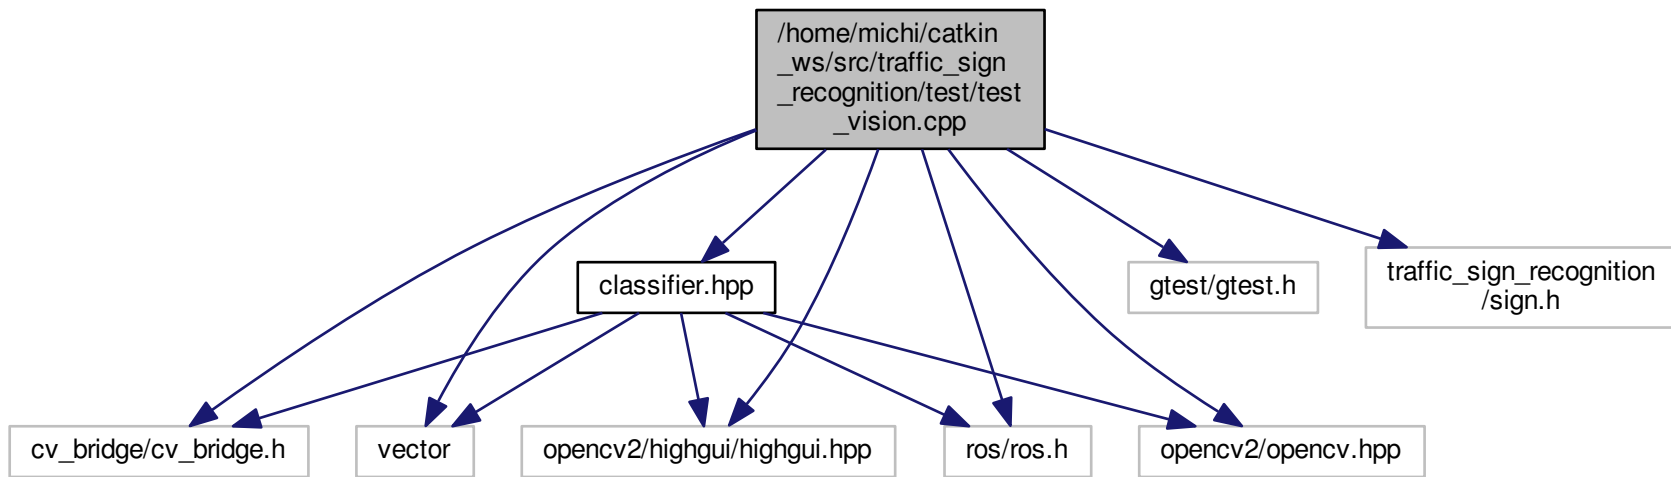 /home/michi/catkin
_ws/src/traffic_sign
_recognition/test/test
_vision.cpp
classifier.hpp
gtest/gtest.h
traffic_sign_recognition
/sign.h
cv_bridge/cv_bridge.h
vector
opencv2/highgui/highgui.hpp
ros/ros.h
opencv2/opencv.hpp